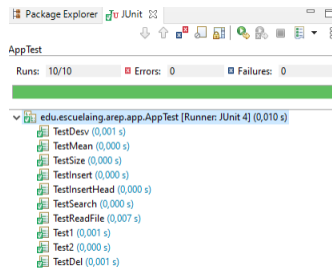 Package Explorer JUnit
AppTest
Runs: 10/10 Errors: 0 Failures: 0
edu.escuelaing.arep.app.AppTest [Runner: JUnit 4] (0,010 s)
TestDesv (0,001 s)
TestMean (0,000 s)
TestSize (0,000 s)
TestInsert (0,000 s)
TestInsertHead (0,000 s)
TestSearch (0,000 s)
TestReadFile (0,007 s)
Test1 (0,001 s)
Test2 (0,000 s)
TestDel (0,001 s)